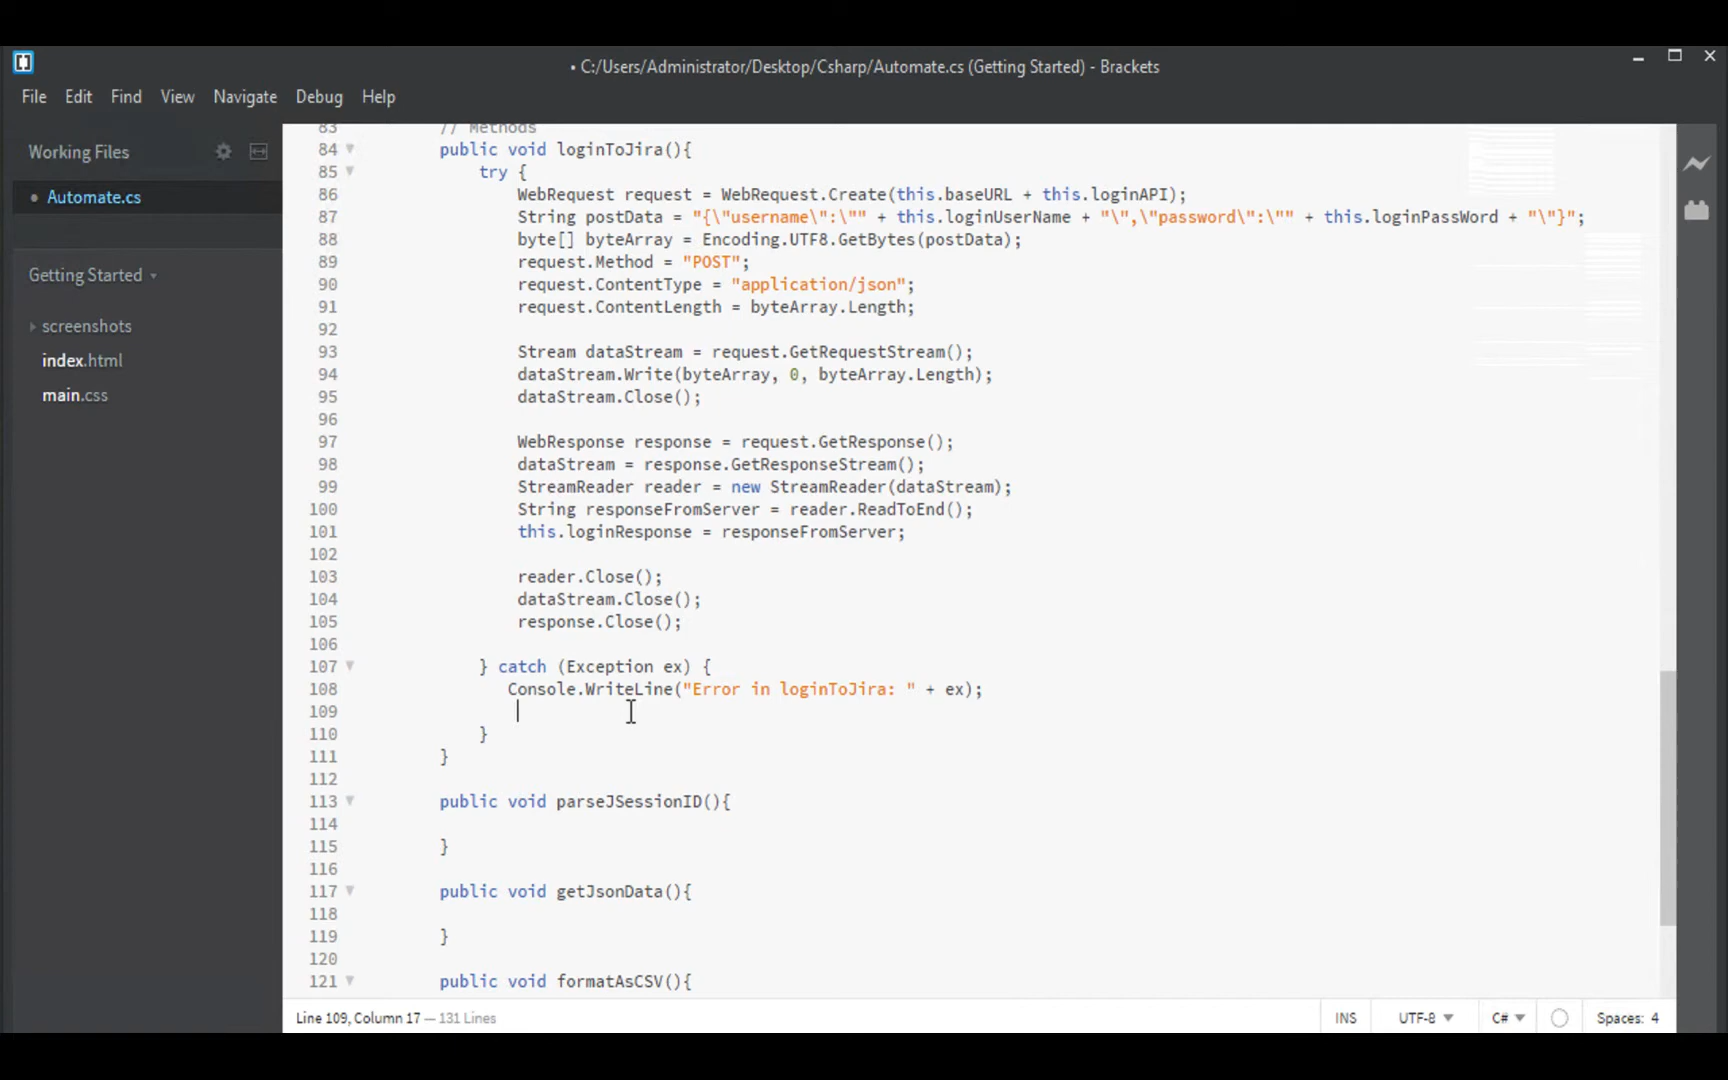 • C:/Users/Administrator/Desktop/Csharp/Automate.cs (Getting Started) - Brackets
File Edit Find View Navigate Debug Help
Working Files
• Automate.cs
Getting Started
screenshots
index.html
main.css
83 // Methods
84 public void loginToJira(){
85 try {
86 WebRequest request = WebRequest.Create(this.baseURL + this.loginAPI);
87 String postData = "{\"username\":\"" + this.loginUserName + "\",\"password\":\"" + this.loginPassWord + "\"}";
88 byte[] byteArray = Encoding.UTF8.GetBytes(postData);
89 request.Method = "POST";
90 request.ContentType = "application/json";
91 request.ContentLength = byteArray.Length;
92
93 Stream dataStream = request.GetRequestStream();
94 dataStream.Write(byteArray, 0, byteArray.Length);
95 dataStream.Close();
96
97 WebResponse response = request.GetResponse();
98 dataStream = response.GetResponseStream();
99 StreamReader reader = new StreamReader(dataStream);
100 String responseFromServer = reader.ReadToEnd();
101 this.loginResponse = responseFromServer;
102
103 reader.Close();
104 dataStream.Close();
105 response.Close();
106
107 } catch (Exception ex) {
108 Console.WriteLine("Error in loginToJira: " + ex);
109
110 }
111 }
112
113 public void parseJSessionID(){
114
115 }
116
117 public void getJsonData(){
118
119 }
120
121 public void formatAsCSV(){
Line 109, Column 17 — 131 Lines
INS UTF-8 C# Spaces: 4